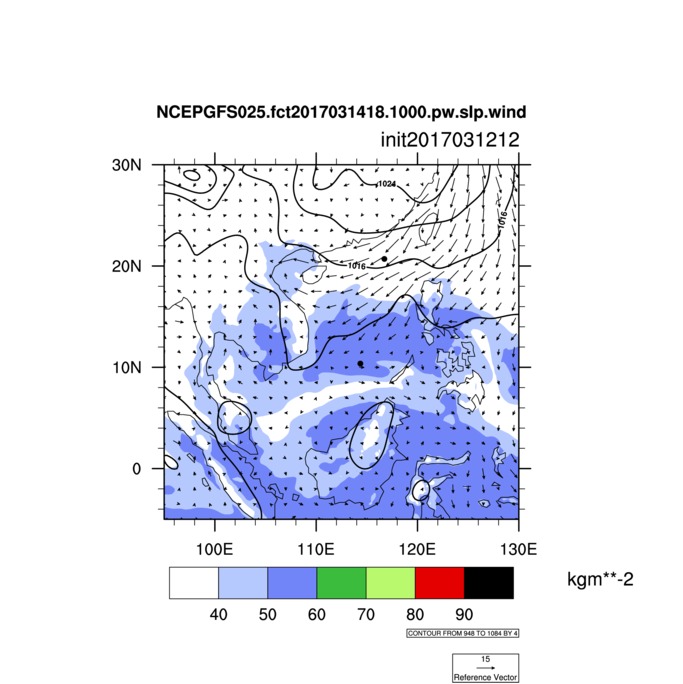 NCEPGFS025.fct2017031418.1000.pw.slp.wind
init2017031212
30N
1024
1016
20N
1016
10N
0
100E 110E 120E 130E
kgm**-2
40 50 60 70 80 90
CONTOUR FROM 948 TO 1084 BY 4
15
Reference Vector